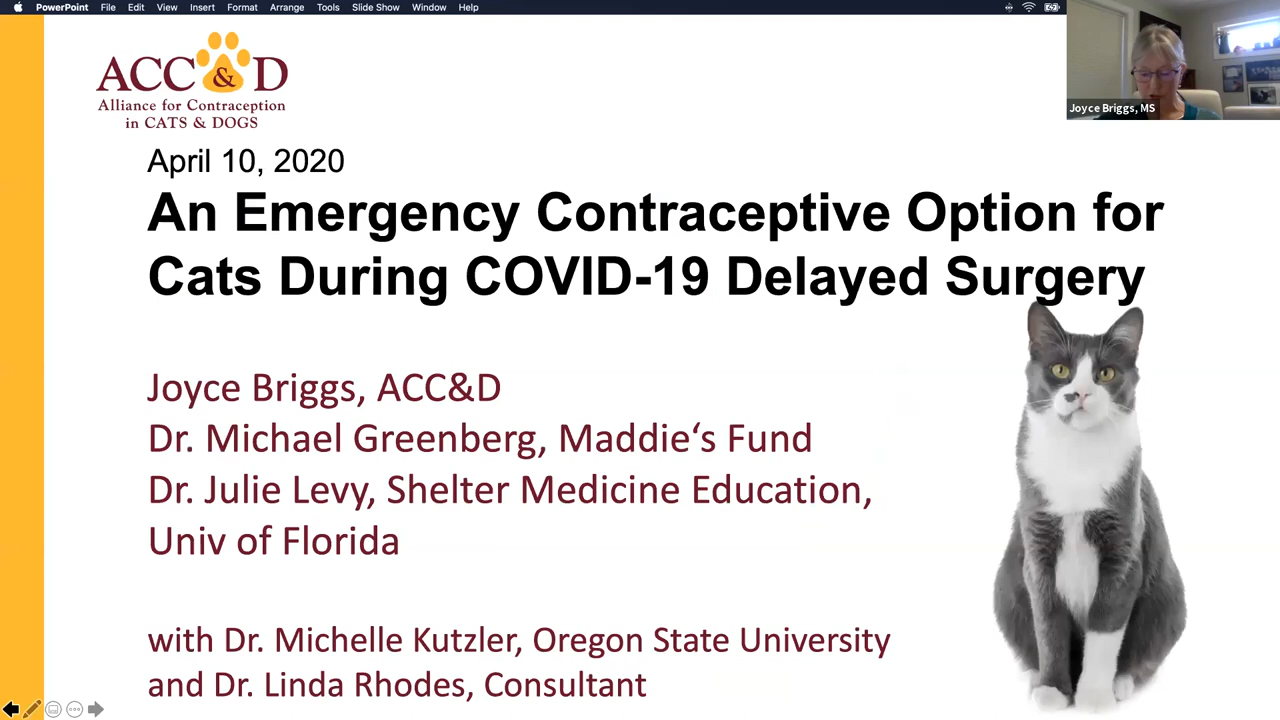 PowerPoint File Edit View Insert Format Arrange Tools Slide Show Window Help
ACC&D
Alliance for Contraception
in CATS & DOGS
Joyce Briggs, MS
April 10, 2020
An Emergency Contraceptive Option for
Cats During COVID-19 Delayed Surgery
Joyce Briggs, ACC&D
Dr. Michael Greenberg, Maddie‘s Fund
Dr. Julie Levy, Shelter Medicine Education,
Univ of Florida
with Dr. Michelle Kutzler, Oregon State University
and Dr. Linda Rhodes, Consultant